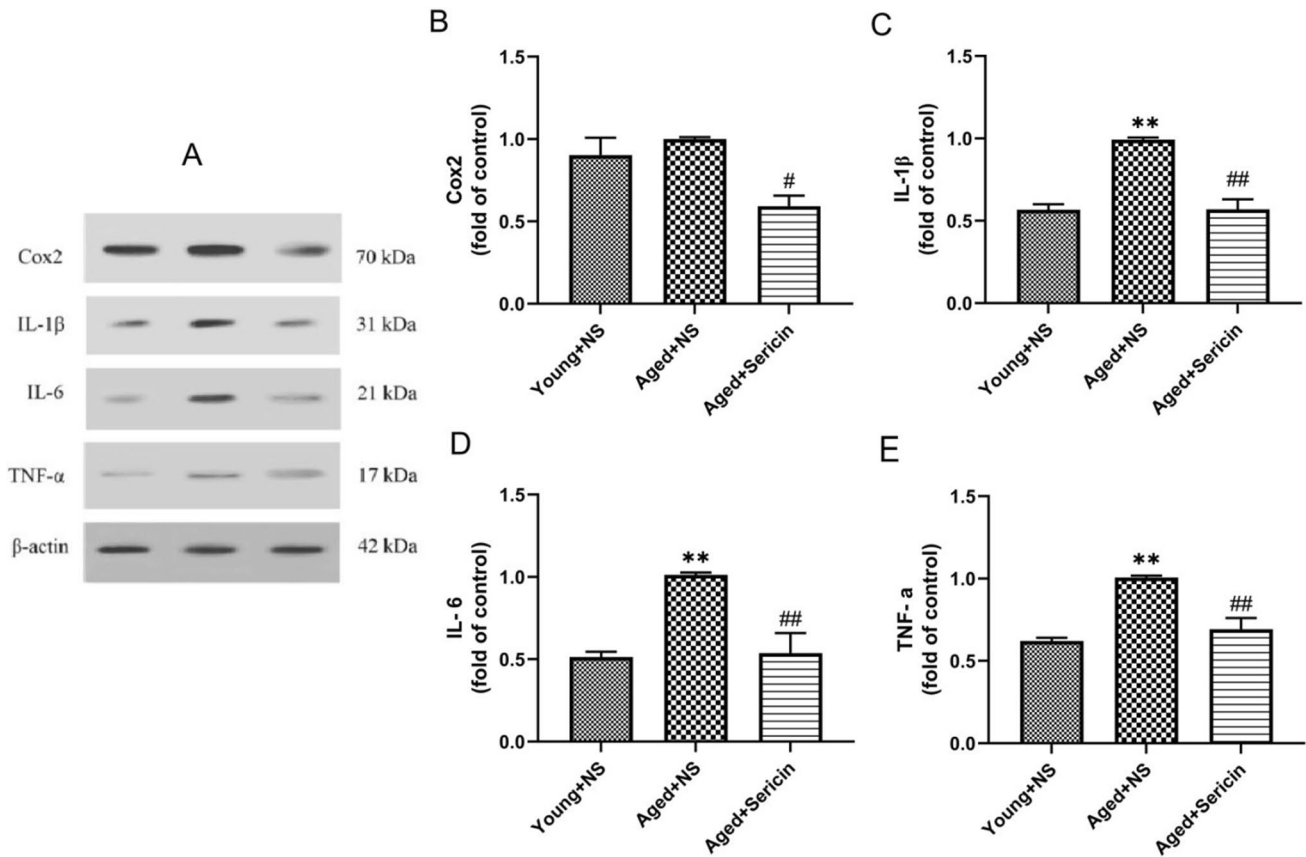 A
Cox2 70 kDa
IL-1β 31 kDa
IL-6 21 kDa
TNF-α 17 kDa
β-actin 42 kDa
B
Cox2
(fold of control)
1.5
1.0
0.5
0.0
#
Young+NS
Aged+NS
Aged+Sericin
C
IL-1β
(fold of control)
1.5
1.0
0.5
0.0
**
##
Young+NS
Aged+NS
Aged+Sericin
D
IL- 6
(fold of control)
1.5
1.0
0.5
0.0
**
##
Young+NS
Aged+NS
Aged+Sericin
E
TNF- a
(fold of control)
1.5
1.0
0.5
0.0
**
##
Young+NS
Aged+NS
Aged+Sericin